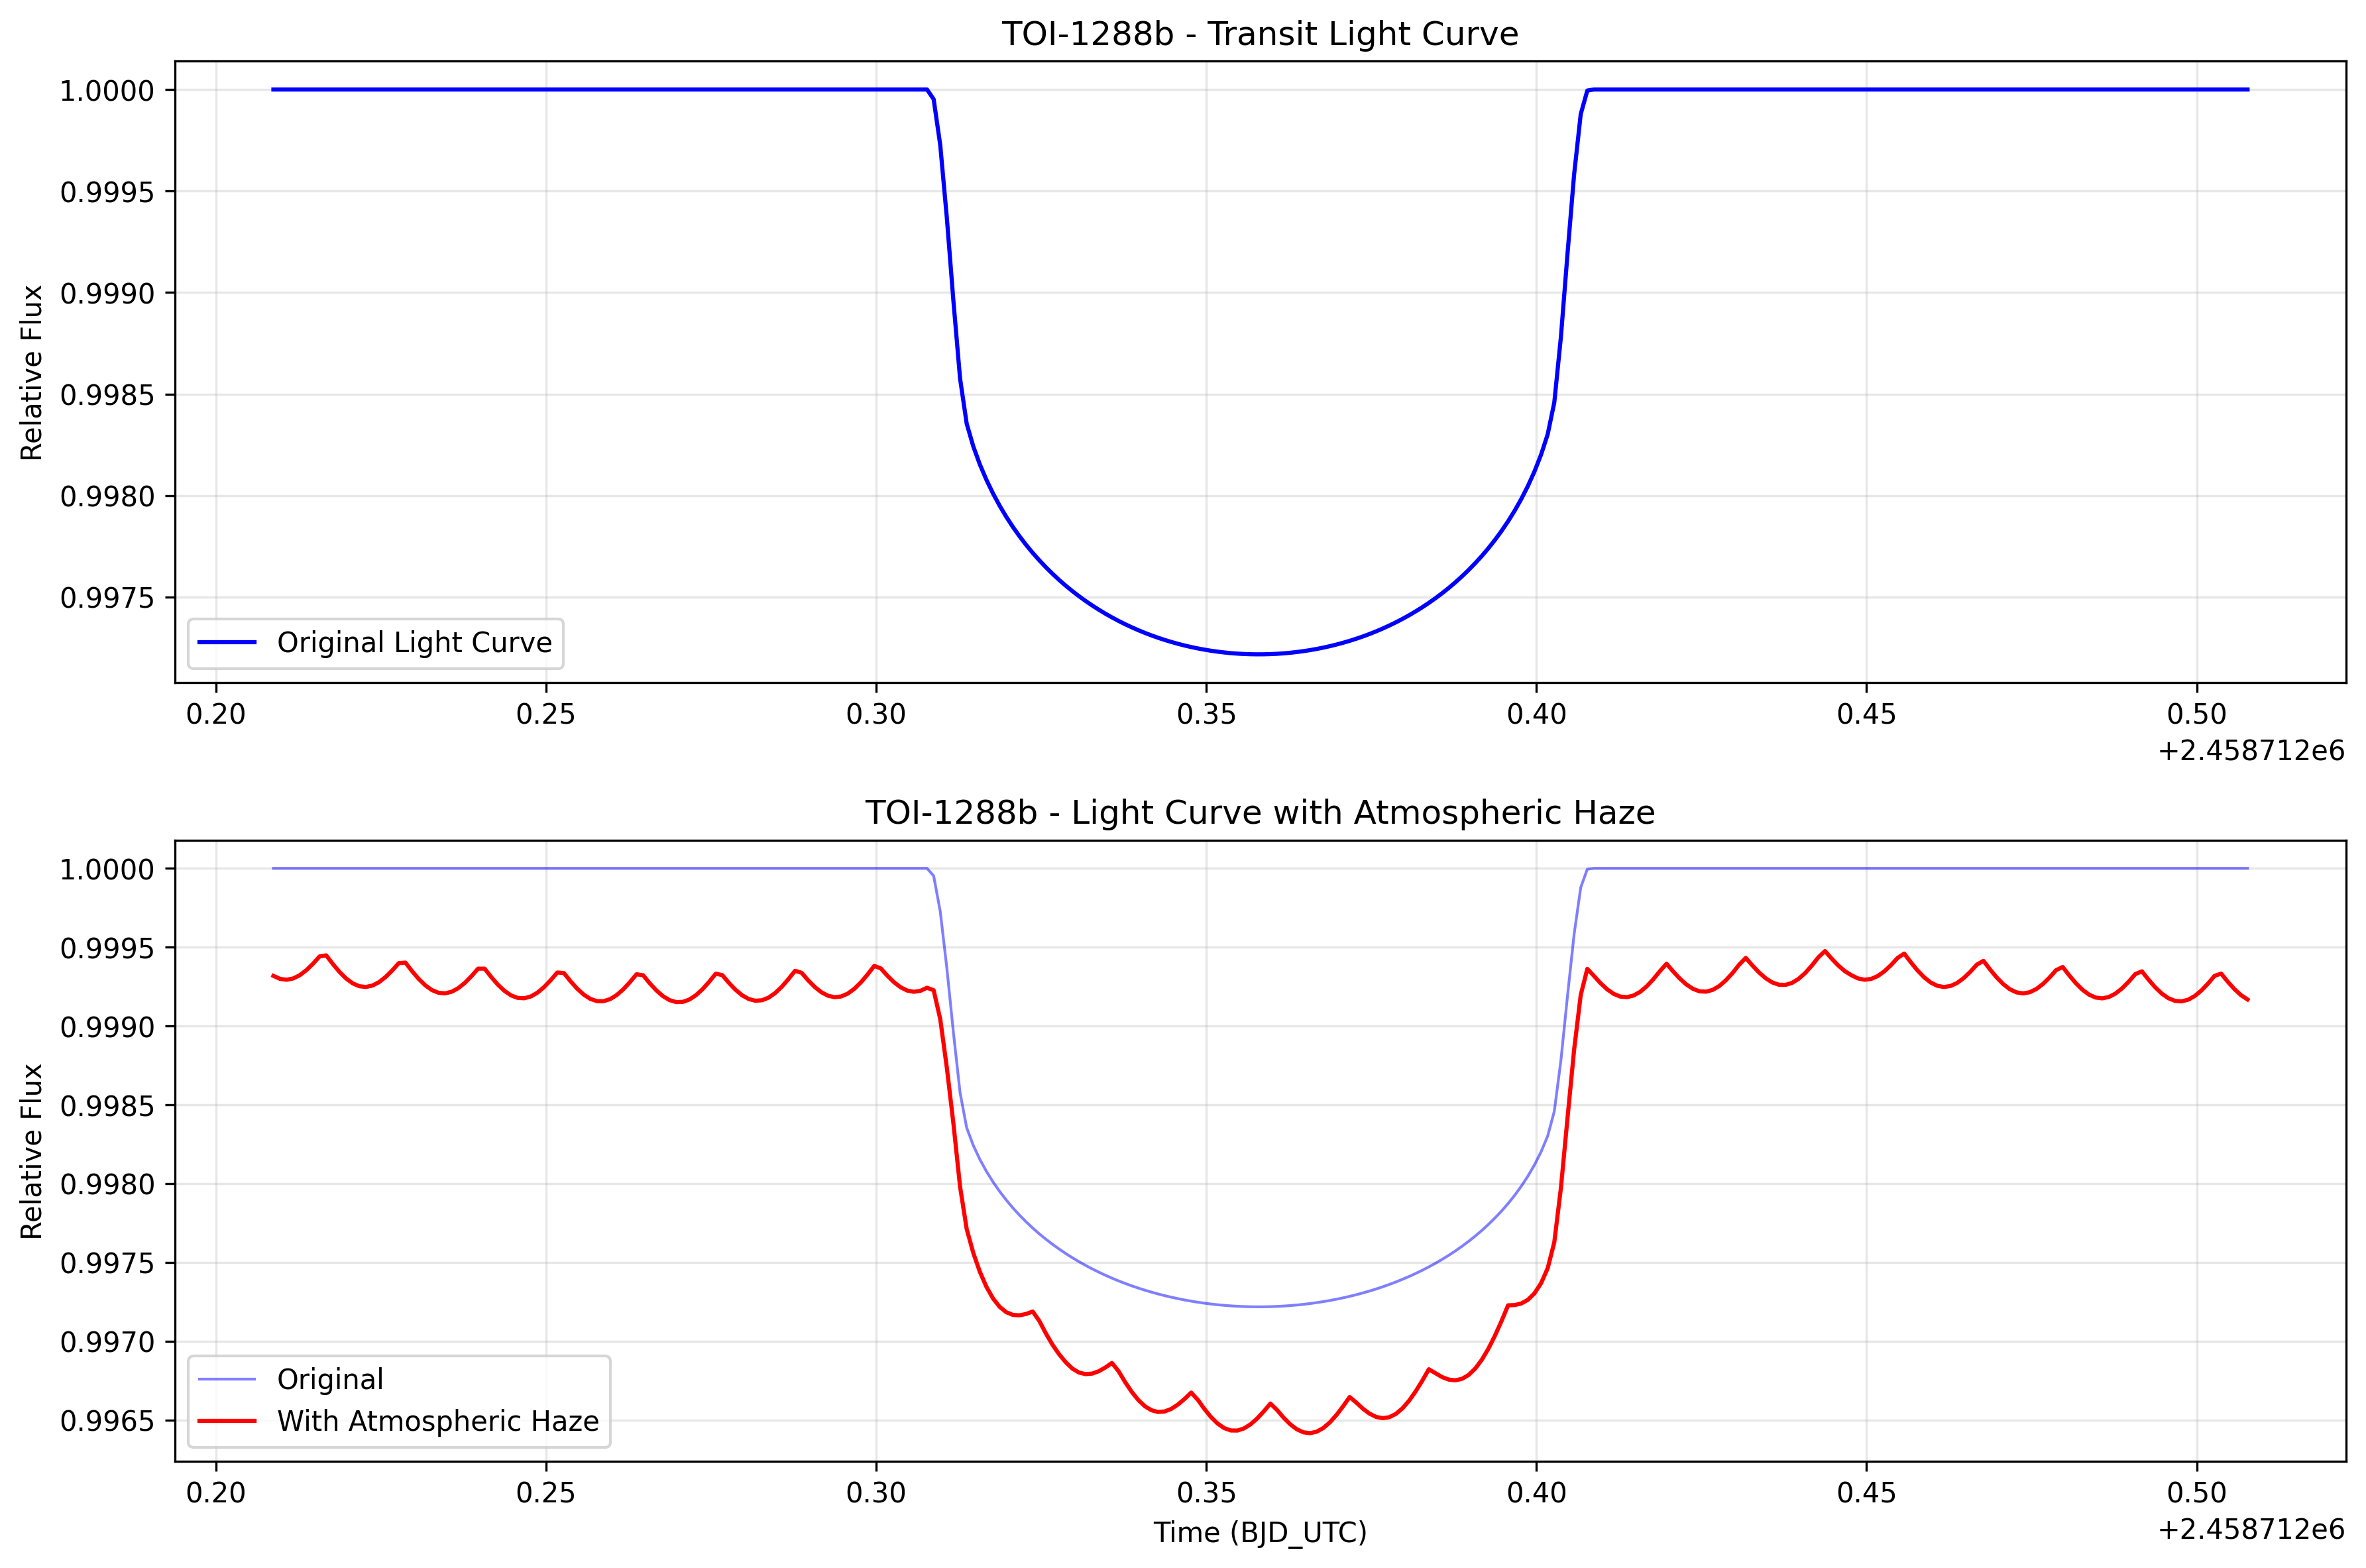 TOI-1288b - Transit Light Curve
Relative Flux
1.0000
0.9995
0.9990
0.9985
0.9980
0.9975
Original Light Curve
0.20 0.25 0.30 0.35 0.40 0.45 0.50
+2.458712e6
TOI-1288b - Light Curve with Atmospheric Haze
Relative Flux
1.0000
0.9995
0.9990
0.9985
0.9980
0.9975
0.9970
0.9965
Original
With Atmospheric Haze
0.20 0.25 0.30 0.35 0.40 0.45 0.50
Time (BJD_UTC)
+2.458712e6